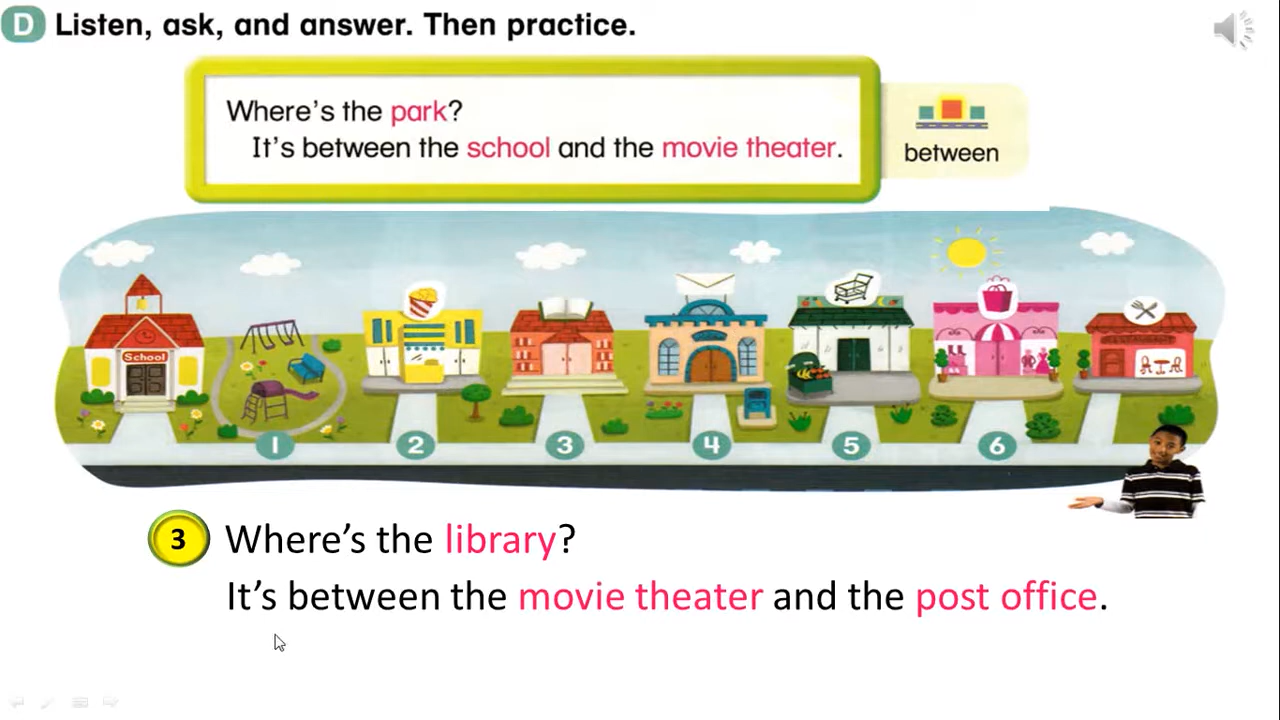 D Listen, ask, and answer. Then practice.
Where's the park?
It's between the school and the movie theater.
between
School
1 2 3 4 5 6
3 Where's the library?
It's between the movie theater and the post office.